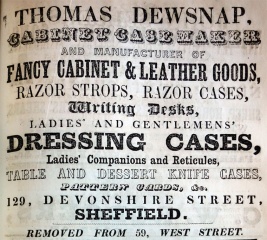 THOMAS DEWSNAP,
CABINET CASE MAKER
AND MANUFACTURER OF
FANCY CABINET & LEATHER GOODS,
RAZOR STROPS, RAZOR CASES,
Writing Desks,
LADIES' AND GENTLEMENS'
DRESSING CASES,
Ladies' Companions and Reticules,
TABLE AND DESSERT KNIFE CASES,
PATTERN CARDS, &c.
129, DEVONSHIRE STREET,
SHEFFIELD.
REMOVED FROM 59, WEST STREET.